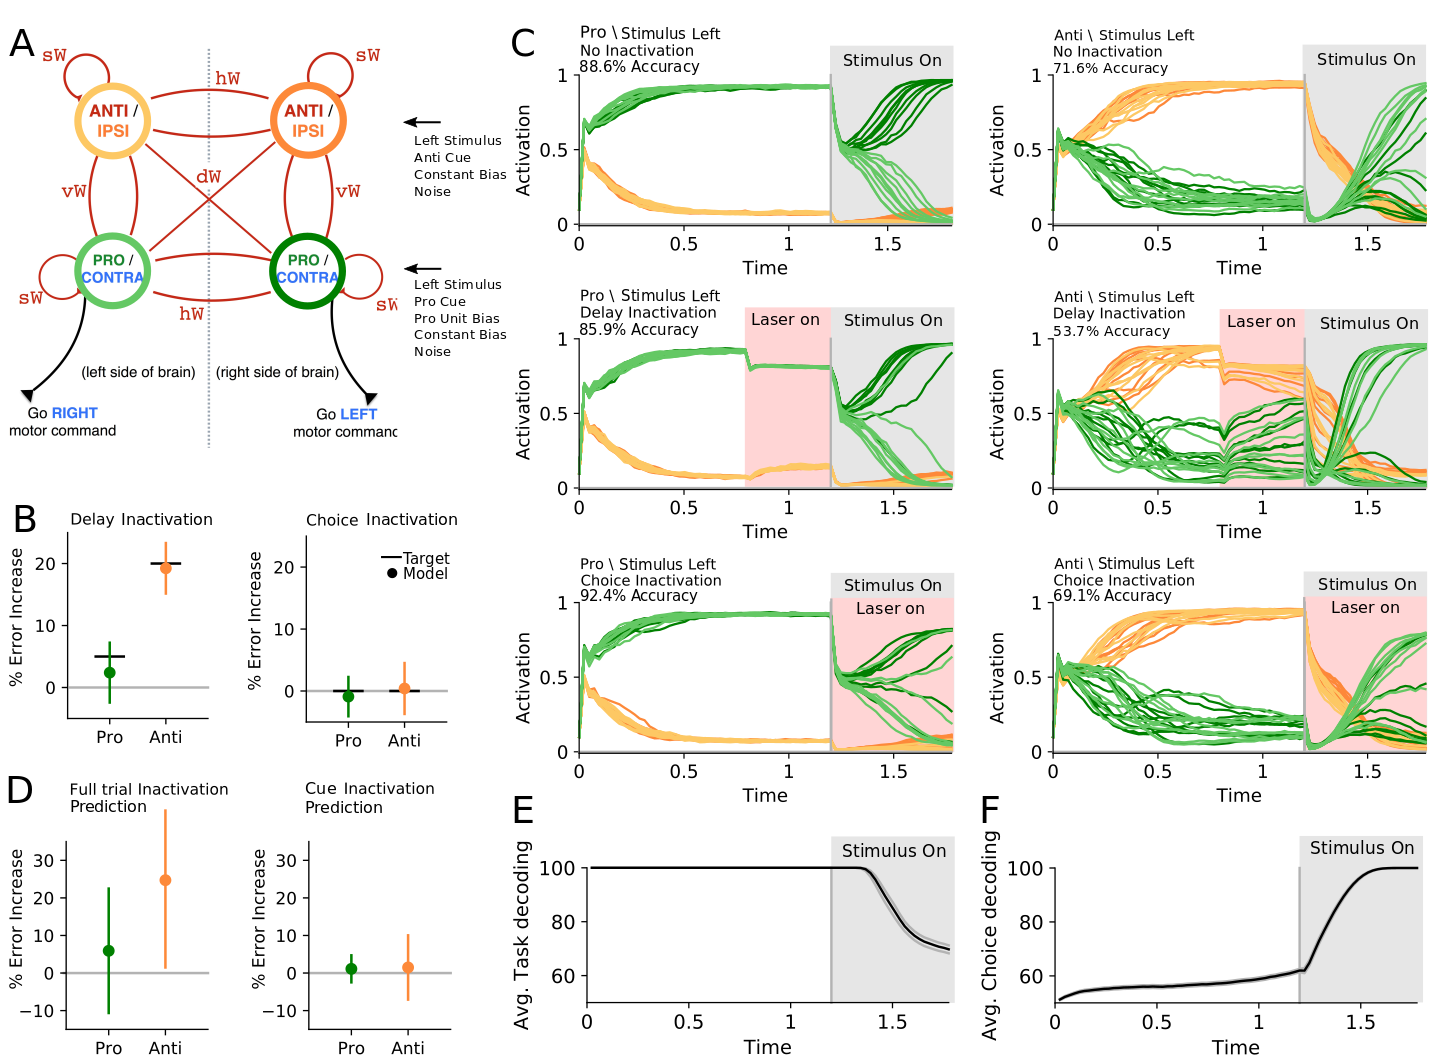 A
sW
sW
hW
ANTI /
IPSI
ANTI /
IPSI
Left Stimulus
Anti Cue
Constant Bias
Noise
vW
dW
vW
PRO /
CONTRA
PRO /
CONTRA
sW
hW
sW
Left Stimulus
Pro Cue
Pro Unit Bias
Constant Bias
Noise
(left side of brain)
(right side of brain)
Go RIGHT
motor command
Go LEFT
motor command
B
Delay Inactivation
% Error Increase
20
10
0
Pro
Anti
Choice Inactivation
% Error Increase
20
10
0
Target
Model
Pro
Anti
C
Pro \ Stimulus Left
No Inactivation
88.6% Accuracy
Stimulus On
Activation
1
0.5
0
0
0.5
1
1.5
Time
Anti \ Stimulus Left
No Inactivation
71.6% Accuracy
Stimulus On
Activation
1
0.5
0
0
0.5
1
1.5
Time
Pro \ Stimulus Left
Delay Inactivation
85.9% Accuracy
Laser on
Stimulus On
Activation
1
0.5
0
0
0.5
1
1.5
Time
Anti \ Stimulus Left
Delay Inactivation
53.7% Accuracy
Laser on
Stimulus On
Activation
1
0.5
0
0
0.5
1
1.5
Time
Pro \ Stimulus Left
Choice Inactivation
92.4% Accuracy
Stimulus On
Laser on
Activation
1
0.5
0
0
0.5
1
1.5
Time
Anti \ Stimulus Left
Choice Inactivation
69.1% Accuracy
Stimulus On
Laser on
Activation
1
0.5
0
0
0.5
1
1.5
Time
D
Full trial Inactivation
Prediction
% Error Increase
30
20
10
0
−10
Pro
Anti
Cue Inactivation
Prediction
% Error Increase
30
20
10
0
−10
Pro
Anti
E
Stimulus On
Avg. Task decoding
100
80
60
0
0.5
1
1.5
Time
F
Stimulus On
Avg. Choice decoding
100
80
60
0
0.5
1
1.5
Time